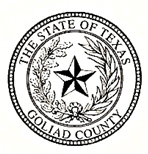 THE STATE OF TEXAS
GOLIAD COUNTY